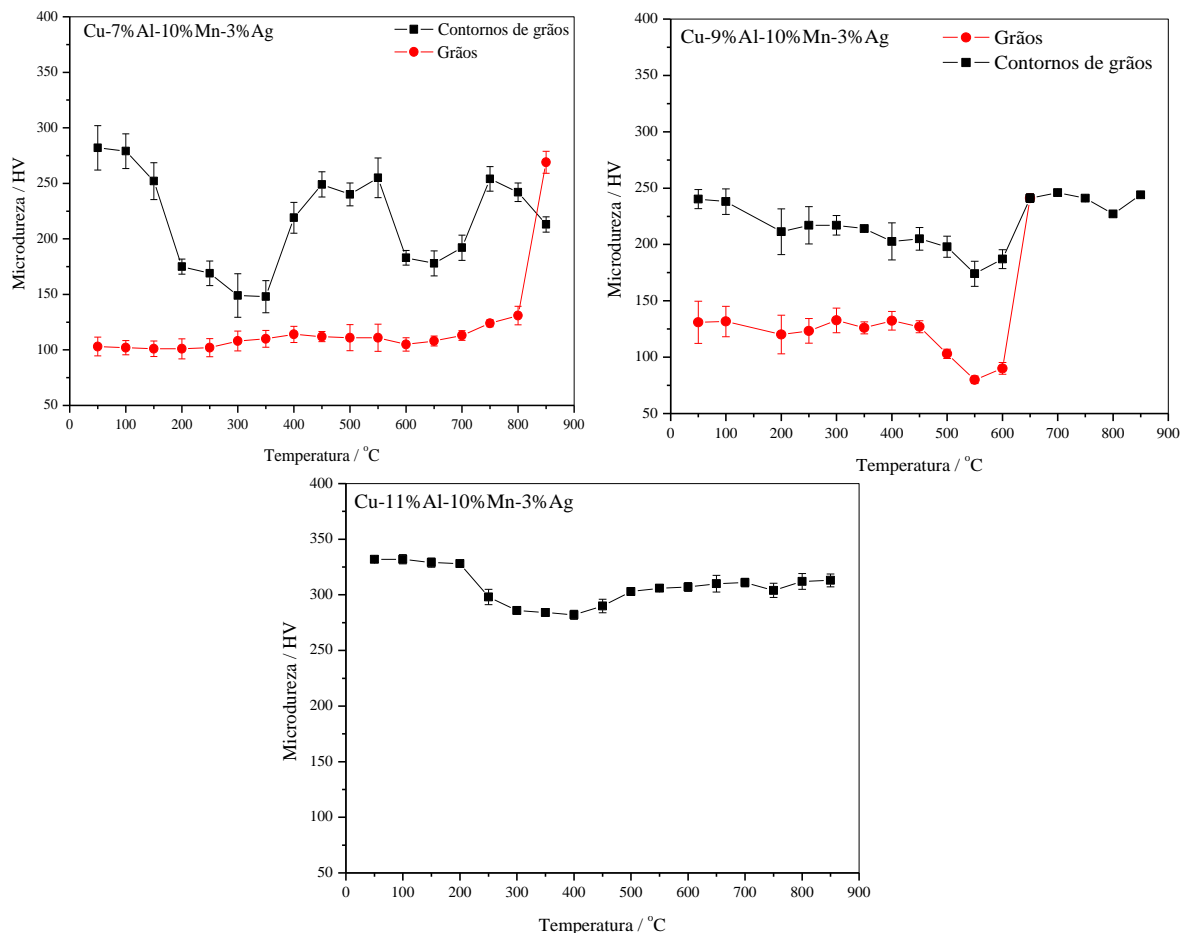 Cu-7%Al-10%Mn-3%Ag
Contornos de grãos
Grãos
Microdureza / HV
400
350
300
250
200
150
100
50
0 100 200 300 400 500 600 700 800 900
Temperatura / °C
Cu-9%Al-10%Mn-3%Ag
Grãos
Contornos de grãos
Microdureza / HV
400
350
300
250
200
150
100
50
0 100 200 300 400 500 600 700 800 900
Temperatura / °C
Cu-11%Al-10%Mn-3%Ag
Microdureza / HV
400
350
300
250
200
150
100
50
0 100 200 300 400 500 600 700 800 900
Temperatura / °C